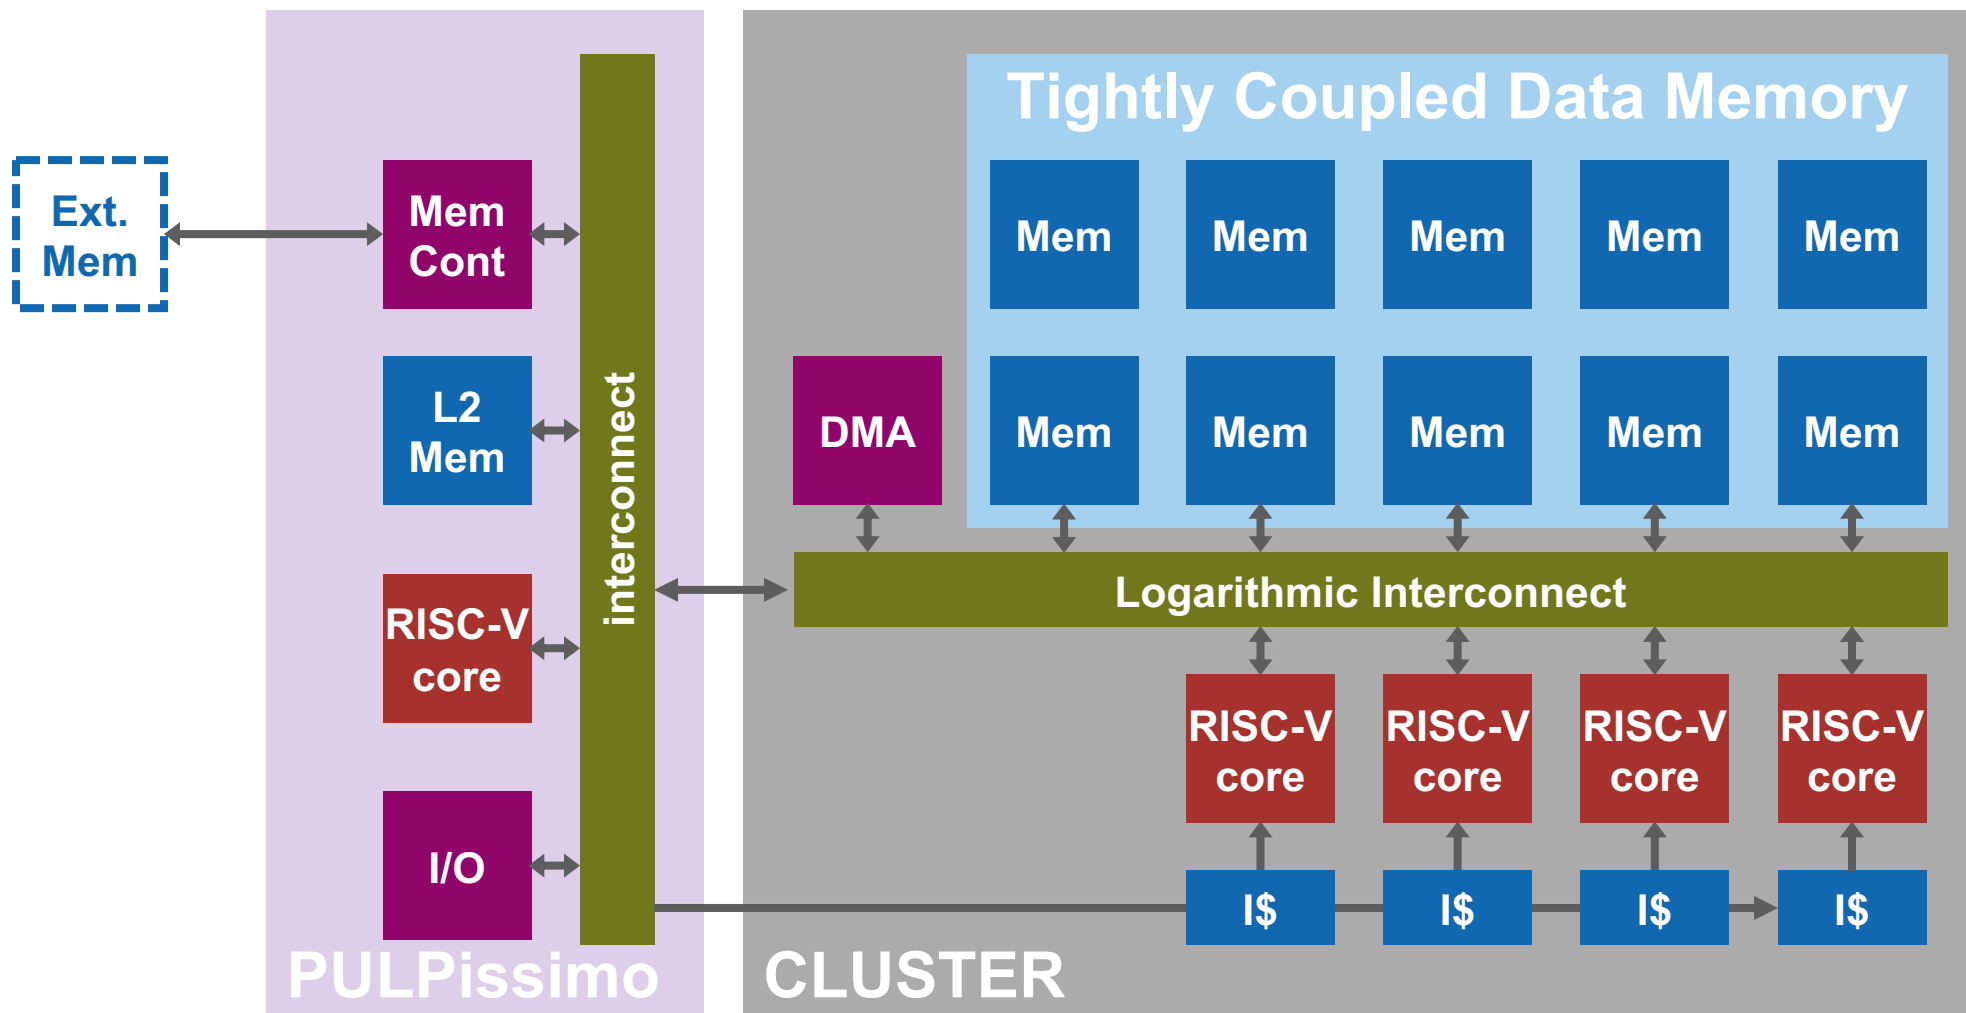 Tightly Coupled Data Memory
Ext.
Mem
Mem
Cont
Mem
Mem
Mem
Mem
Mem
L2
Mem
interconnect
DMA
Mem
Mem
Mem
Mem
Mem
RISC-V
core
Logarithmic Interconnect
RISC-V
core
RISC-V
core
RISC-V
core
RISC-V
core
I/O
I$
I$
I$
I$
PULPissimo
CLUSTER